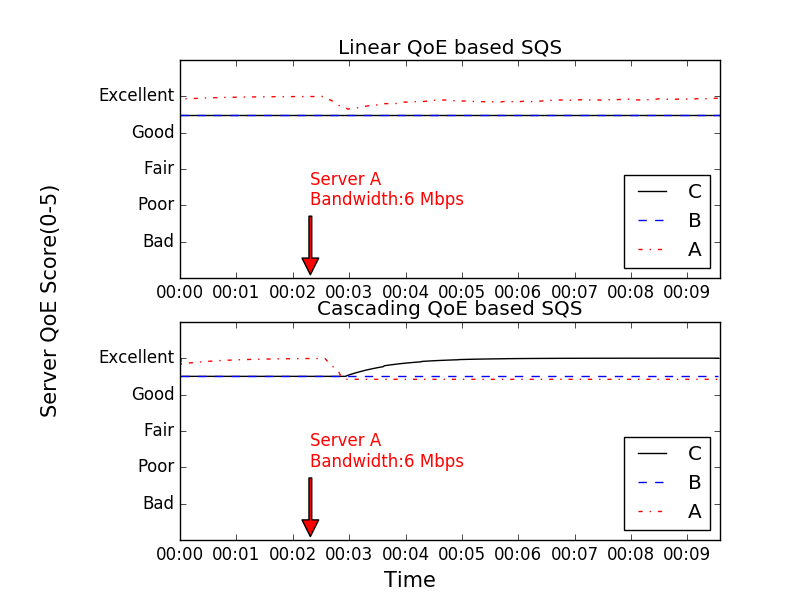 Linear QoE based SQS
Excellent
Good
Fair
Poor
Bad
Server A
Bandwidth:6 Mbps
C
B
A
00:00 00:01 00:02 00:03 00:04 00:05 00:06 00:07 00:08 00:09
Server QoE Score(0-5)
Cascading QoE based SQS
Excellent
Good
Fair
Poor
Bad
Server A
Bandwidth:6 Mbps
C
B
A
00:00 00:01 00:02 00:03 00:04 00:05 00:06 00:07 00:08 00:09
Time